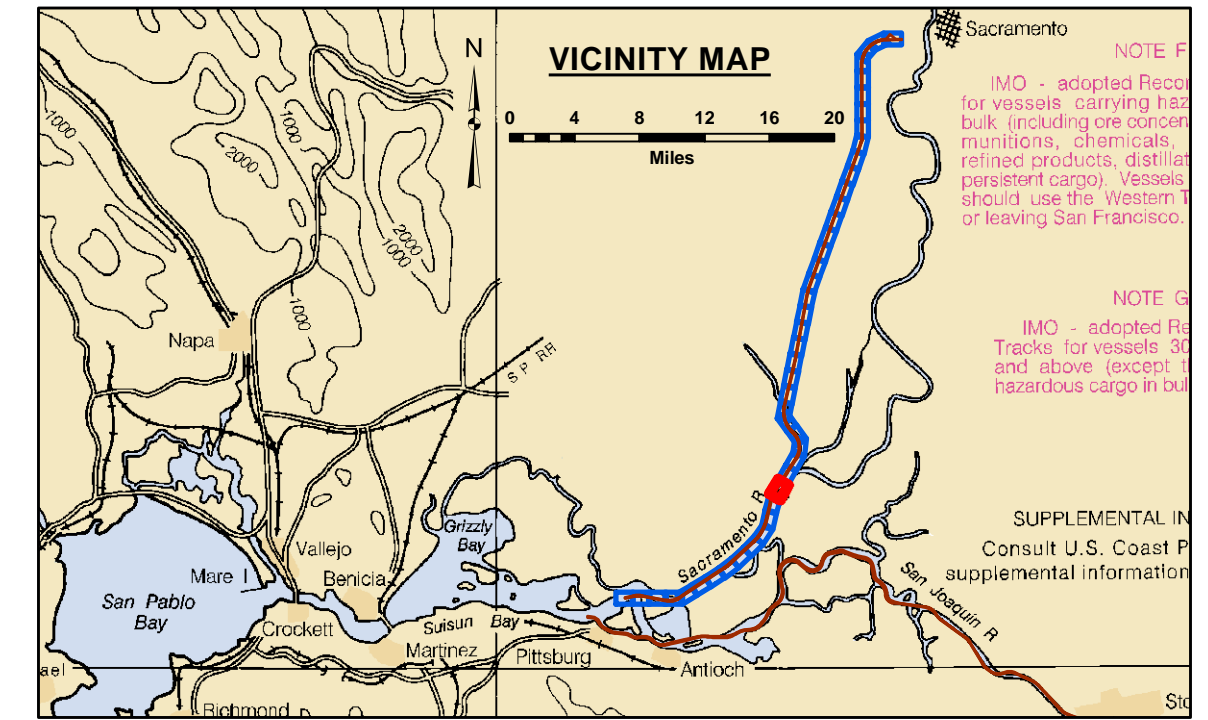 Sacramento
N
VICINITY MAP
0 4 8 12 16 20
Miles
NOTE F
IMO - adopted Recor
for vessels carrying haz
bulk (including ore concen
munitions, chemicals,
refined products, distillat
persistent cargo). Vessels
should use the Western T
or leaving San Francisco.
1000
2000
2000
1000
1000
NOTE G
IMO - adopted Re
Tracks for vessels 30
and above (except t
hazardous cargo in bul
Napa
S P RR
Grizzly
Bay
Sacramento R
SUPPLEMENTAL IN
Consult U.S. Coast P
supplemental information
Vallejo
Mare I
Benicia
San Pablo
Bay
Crockett
Suisun Bay
Martinez
Pittsburg
Antioch
San Joaquin R
ael
Richmond
Sto